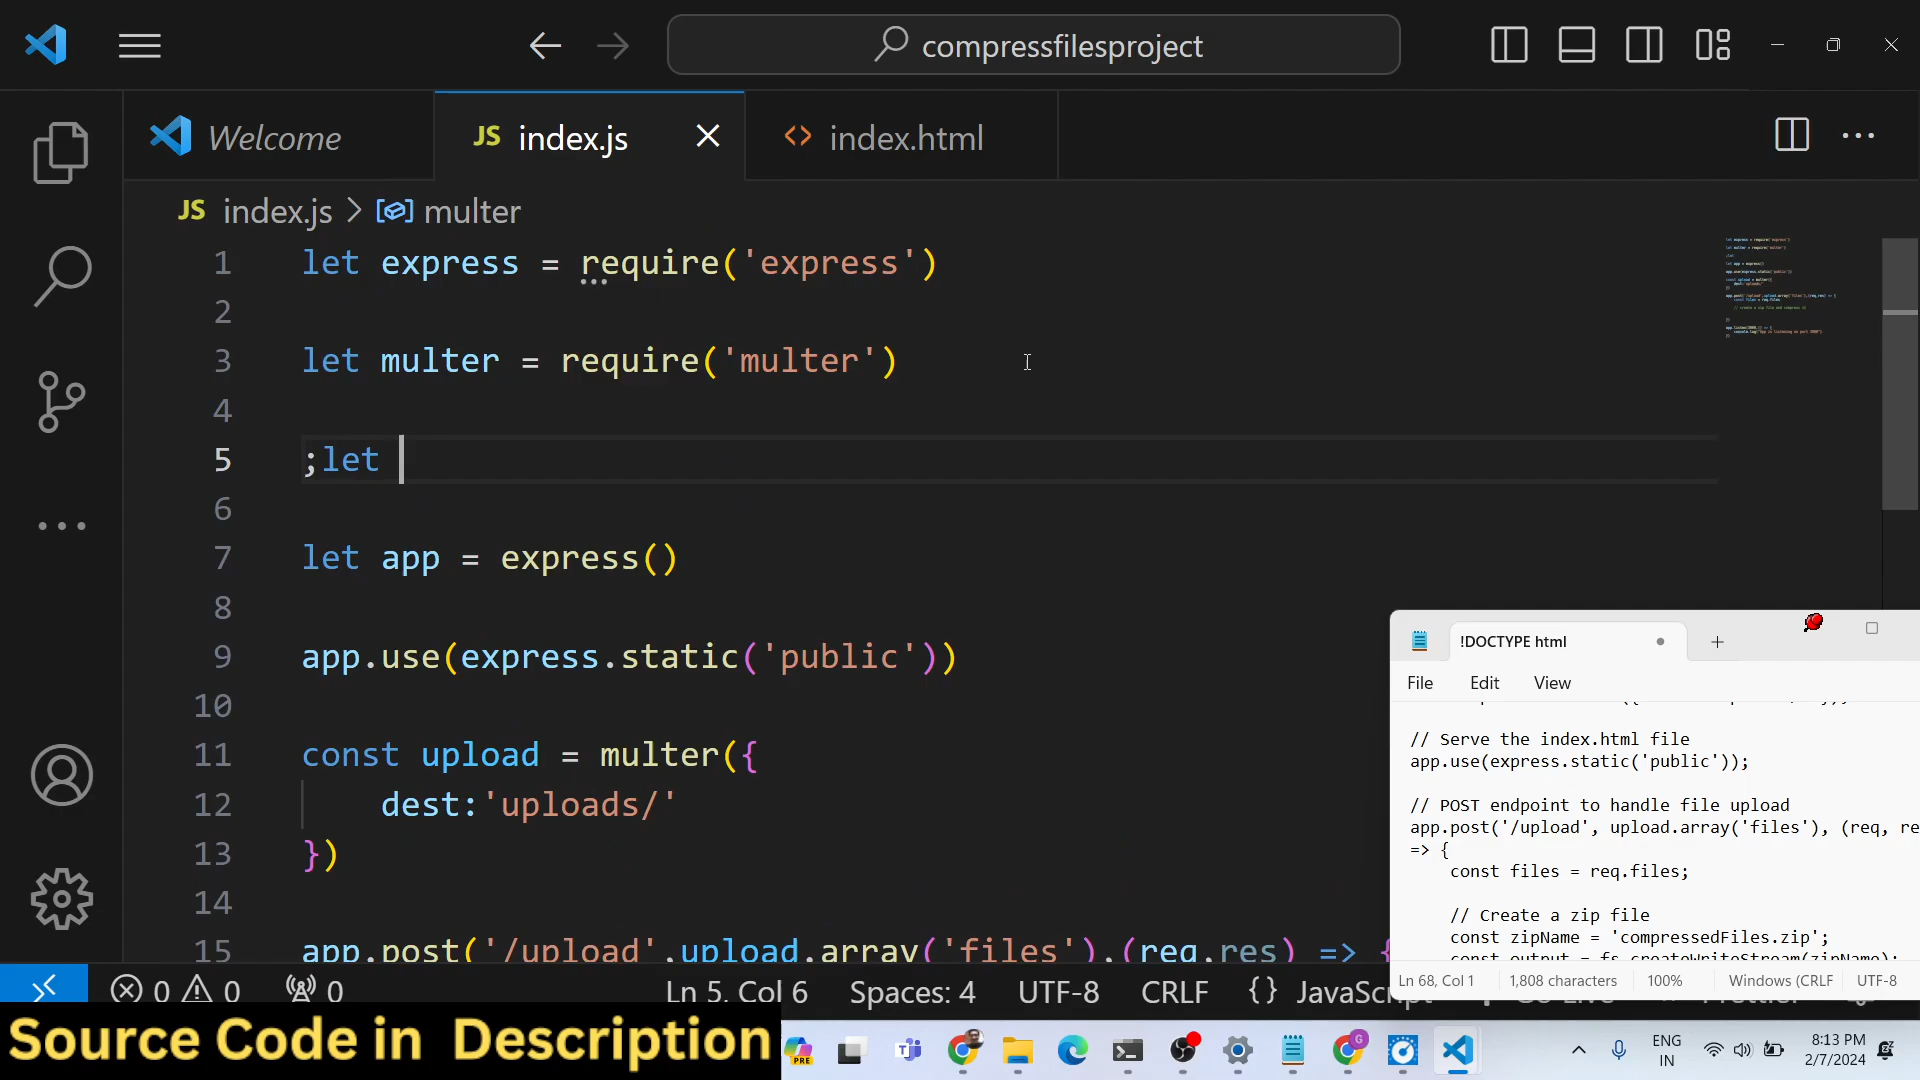 compressfilesproject
Welcome
JS index.js
<> index.html
JS index.js > multer
1 let express = require('express')
2
3 let multer = require('multer')
4
5 ;let
6
7 let app = express()
8
9 app.use(express.static('public'))
10
11 const upload = multer({
12 dest:'uploads/'
13 })
14
15 app.post('/upload',upload.array('files'),(req,res) => {
0 0 0 Ln 5, Col 6 Spaces: 4 UTF-8 CRLF {} JavaScript
!DOCTYPE html
File Edit View
// Serve the index.html file
app.use(express.static('public'));
// POST endpoint to handle file upload
app.post('/upload', upload.array('files'), (req, re
=> {
const files = req.files;
// Create a zip file
const zipName = 'compressedFiles.zip';
const output = fs.createWriteStream(zipName);
Ln 68, Col 1 1,808 characters 100% Windows (CRLF UTF-8
Source Code in Description
PRE
ENG
IN
8:13 PM
2/7/2024